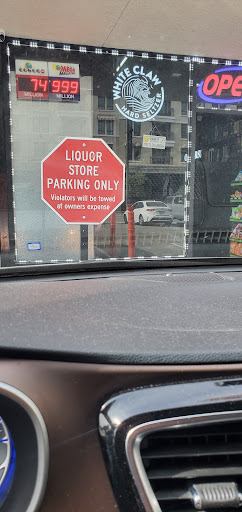 74 999
MILLION MILLION
WHITE CLAW
HARD SELTZER
OPE
LIQUOR
STORE
PARKING ONLY
Violators will be towed
at owners expense